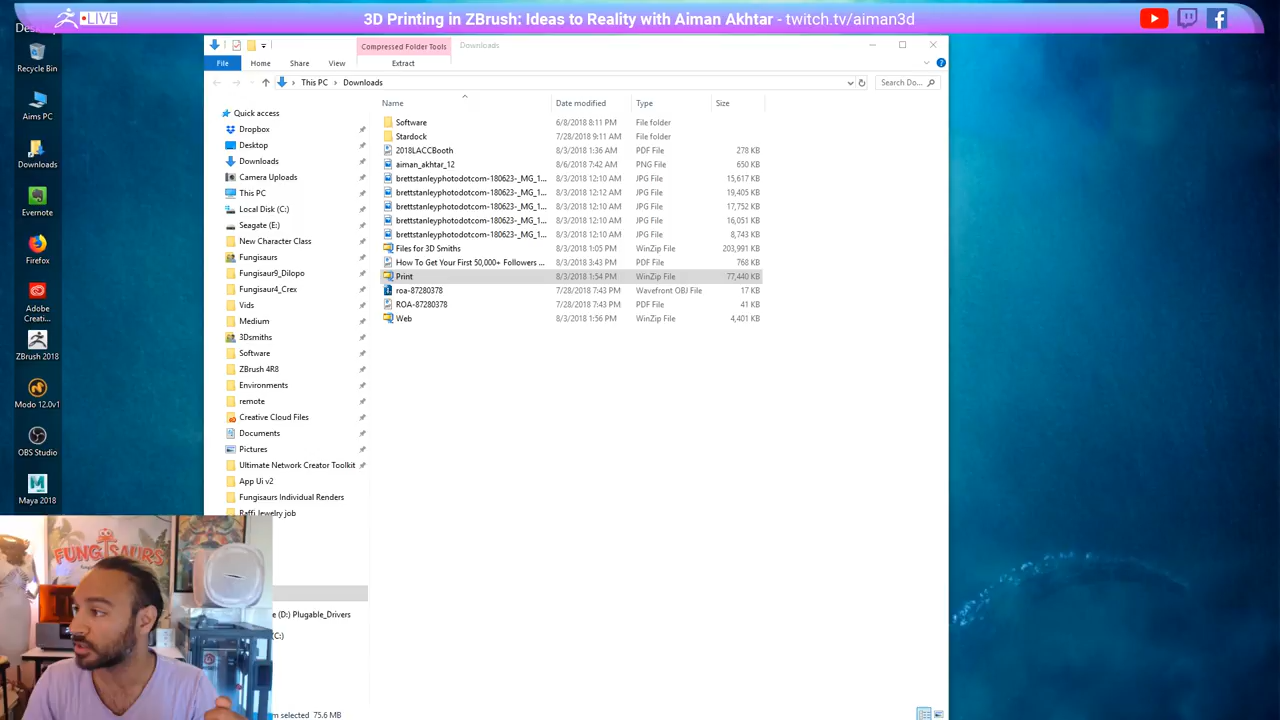 LIVE
3D Printing in ZBrush: Ideas to Reality with Aiman Akhtar - twitch.tv/aiman3d
Recycle Bin
Aims PC
Downloads
Evernote
Firefox
Adobe
Creati...
ZBrush 2018
Modo 12.0v1
OBS Studio
Maya 2018
Compressed Folder Tools
Downloads
File
Home
Share
View
Extract
This PC
Downloads
Search Do...
Quick access
Dropbox
Desktop
Downloads
Camera Uploads
This PC
Local Disk (C:)
Seagate (E:)
New Character Class
Fungisaurs
Fungisaur9_Dilopo
Fungisaur4_Crex
Vids
Medium
3Dsmiths
Software
ZBrush 4R8
Environments
remote
Creative Cloud Files
Documents
Pictures
Ultimate Network Creator Toolkit
App Ui v2
Fungisaurs Individual Renders
Raffi Jewelry job
e (D:) Plugable_Drivers
(C:)
Name Date modified Type Size
Software 6/8/2018 8:11 PM File folder
Stardock 7/28/2018 9:11 AM File folder
2018LACCBooth 8/3/2018 1:36 AM PDF File 278 KB
aiman_akhtar_12 8/6/2018 7:42 AM PNG File 650 KB
brettstanleyphotodotcom-180623-_MG_1... 8/3/2018 12:10 AM JPG File 15,617 KB
brettstanleyphotodotcom-180623-_MG_1... 8/3/2018 12:12 AM JPG File 19,405 KB
brettstanleyphotodotcom-180623-_MG_1... 8/3/2018 12:10 AM JPG File 17,752 KB
brettstanleyphotodotcom-180623-_MG_1... 8/3/2018 12:10 AM JPG File 16,051 KB
brettstanleyphotodotcom-180623-_MG_1... 8/3/2018 12:10 AM JPG File 8,743 KB
Files for 3D Smiths 8/3/2018 1:05 PM WinZip File 203,991 KB
How To Get Your First 50,000+ Followers ... 8/3/2018 3:43 PM PDF File 768 KB
Print 8/3/2018 1:54 PM WinZip File 77,440 KB
roa-87280378 7/28/2018 7:43 PM Wavefront OBJ File 17 KB
ROA-87280378 7/28/2018 7:43 PM PDF File 41 KB
Web 8/3/2018 1:56 PM WinZip File 4,401 KB
FUNGISAURS
selected 75.6 MB